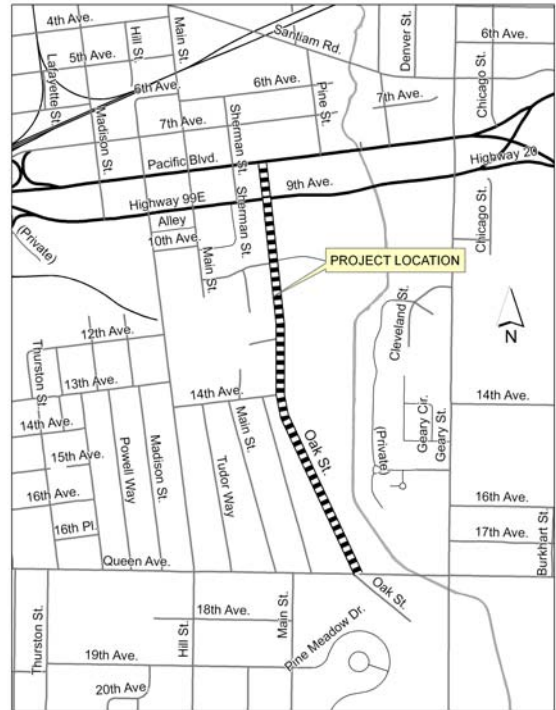 4th Ave.
Hill St.
Main St.
Santiam Rd.
Denver St.
6th Ave.
5th Ave.
Lafayette St.
6th Ave.
6th Ave.
Pine St.
7th Ave.
Chicago St.
Madison St.
7th Ave.
Sherman St.
Pacific Blvd.
Highway 20
9th Ave.
Highway 99E
Sherman St.
Alley
10th Ave.
Main St.
Chicago St.
(Private)
PROJECT LOCATION
Cleveland St.
N
12th Ave.
Thurston St.
13th Ave.
14th Ave.
14th Ave.
14th Ave.
Geary Cir.
Geary St.
(Private)
Main St.
Oak St.
15th Ave.
Powell Way
Madison St.
Tudor Way
16th Ave.
16th Ave.
16th Pl.
17th Ave.
Burkhart St.
Queen Ave.
Oak St.
18th Ave.
Main St.
Thurston St.
Hill St.
Pine Meadow Dr.
19th Ave.
20th Ave.